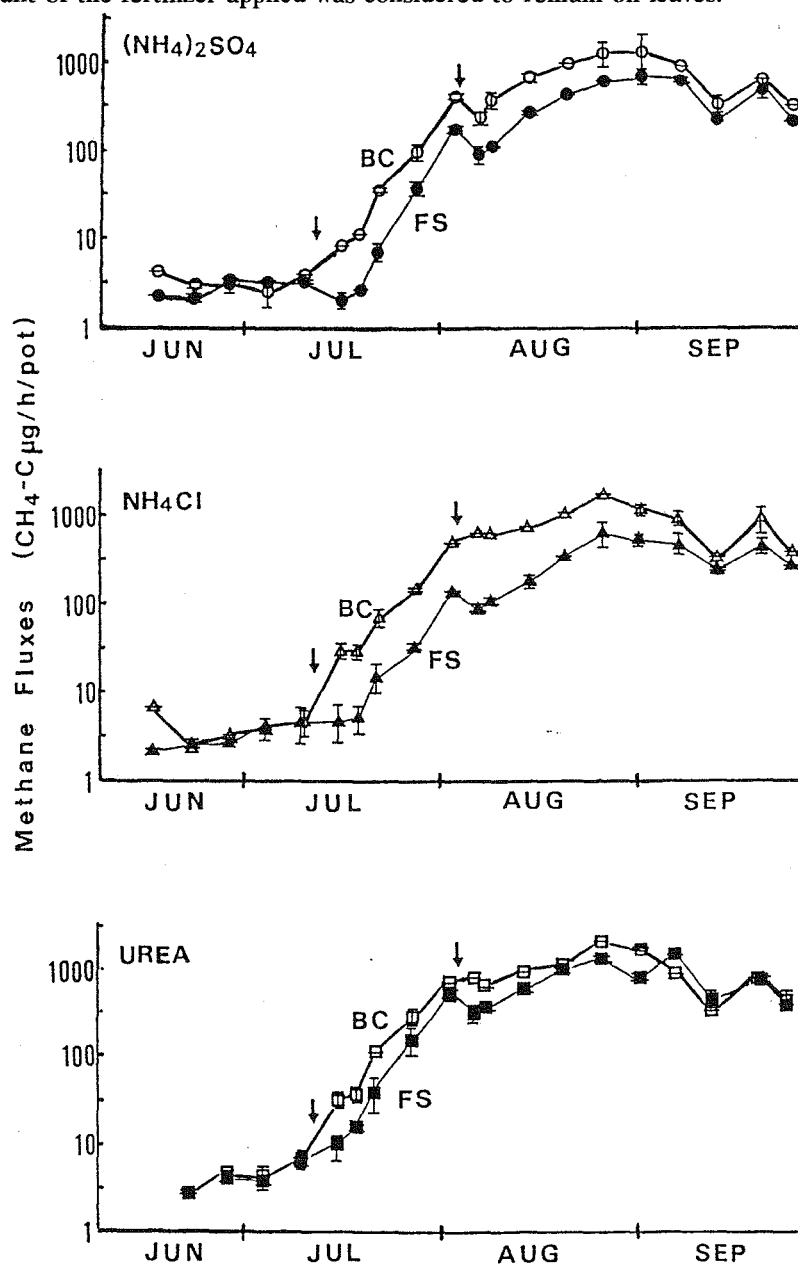 unt of the fertilizer applied was considered to remain on leaves.
(NH4)2SO4
1000
100
10
1
BC
FS
JUN JUL AUG SEP
Methane Fluxes (CH4-Cµg/h/pot)
NH4Cl
1000
100
10
1
BC
FS
JUN JUL AUG SEP
UREA
1000
100
10
1
BC
FS
JUN JUL AUG SEP